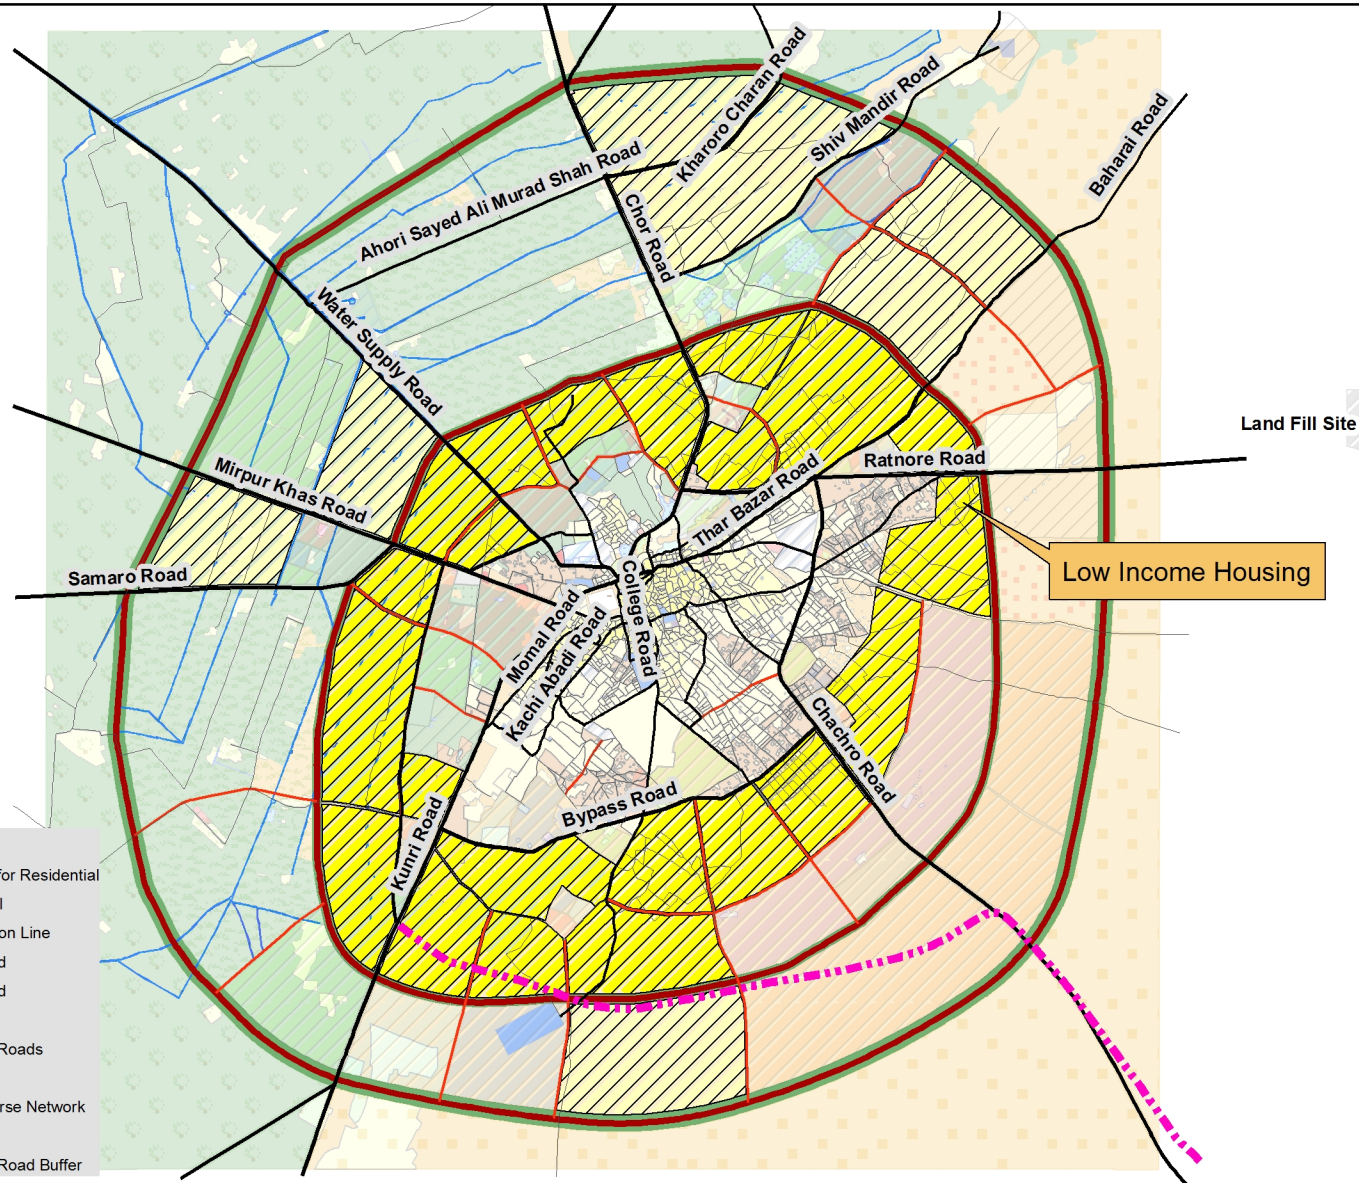 Kharoro Charan Road
Shiv Mandir Road
Baharai Road
Ahori Sayed Ali Murad Shah Road
Chor Road
Water Supply Road
Land Fill Site
Mirpur Khas Road
Ratnore Road
Thar Bazar Road
Samaro Road
Low Income Housing
College Road
Momal Road
Kachi Abadi Road
Chachro Road
Bypass Road
Kunri Road
for Residential
on Line
Roads
rse Network
Road Buffer